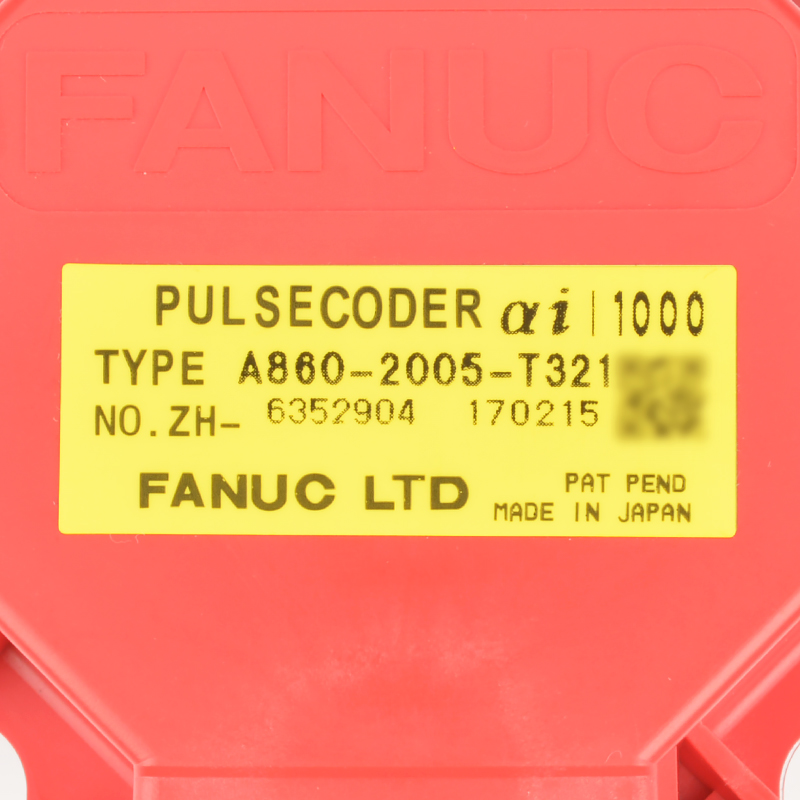 FANUC
PULSECODER αi I 1000
TYPE A860-2005-T321
NO.ZH- 6352904 170215
FANUC LTD
PAT PEND
MADE IN JAPAN